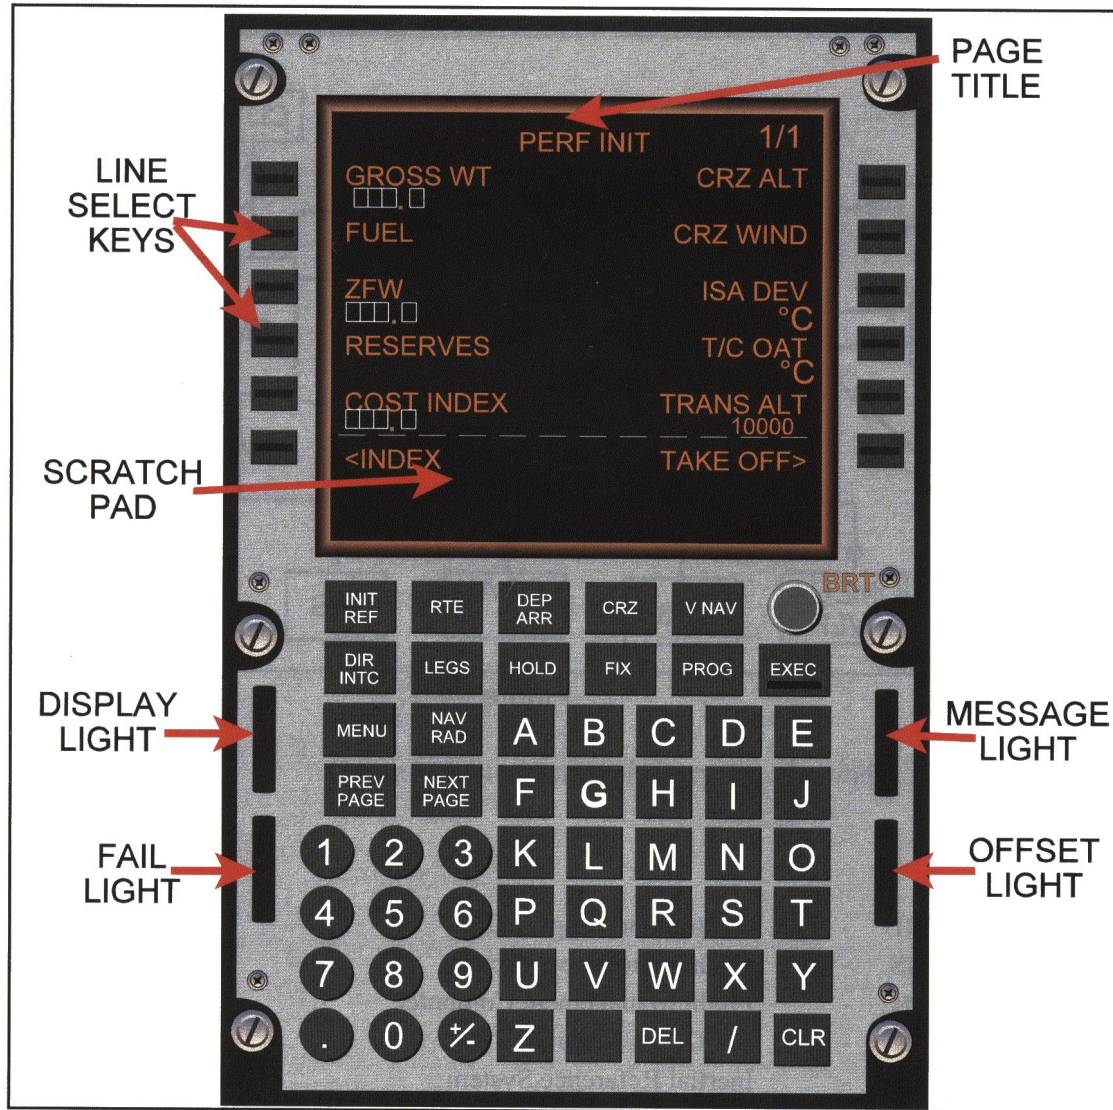 PAGE
TITLE
PERF INIT 1/1
LINE
SELECT
KEYS
GROSS WT CRZ ALT
FUEL CRZ WIND
ZFW ISA DEV
°C
RESERVES T/C OAT
°C
COST INDEX TRANS ALT
10000
<INDEX TAKE OFF>
SCRATCH
PAD
BRT
INIT
REF
RTE
DEP
ARR
CRZ
V NAV
DIR
INTC
LEGS
HOLD
FIX
PROG
EXEC
DISPLAY
LIGHT
MESSAGE
LIGHT
MENU
NAV
RAD
A B C D E
PREV
PAGE
NEXT
PAGE
F G H I J
FAIL
LIGHT
OFFSET
LIGHT
1 2 3 K L M N O
4 5 6 P Q R S T
7 8 9 U V W X Y
. 0 +/- Z DEL / CLR